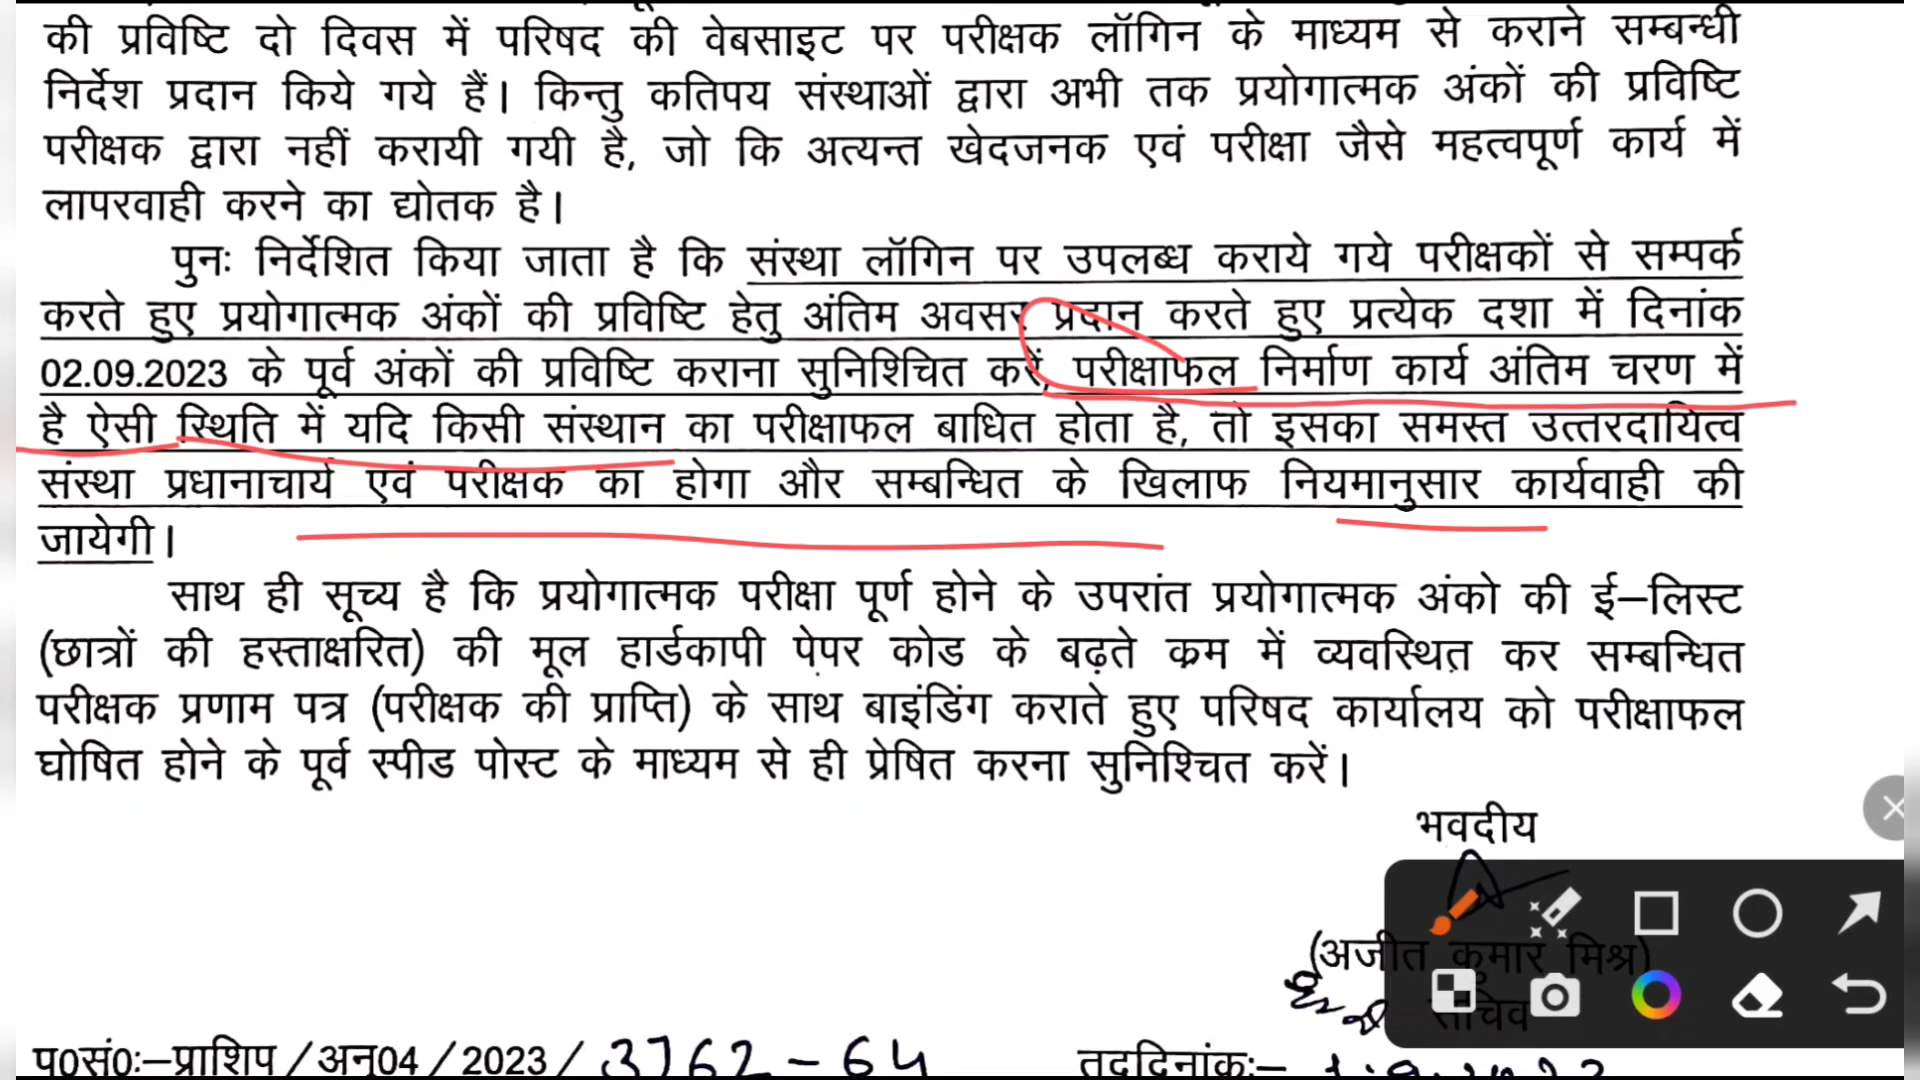 की प्रविष्टि दो दिवस में परिषद की वेबसाइट पर परीक्षक लॉगिन के माध्यम से कराने सम्बन्धी
निर्देश प्रदान किये गये हैं। किन्तु कतिपय संस्थाओं द्वारा अभी तक प्रयोगात्मक अंकों की प्रविष्टि
परीक्षक द्वारा नहीं करायी गयी है, जो कि अत्यन्त खेदजनक एवं परीक्षा जैसे महत्वपूर्ण कार्य में
लापरवाही करने का द्योतक है।
पुनः निर्देशित किया जाता है कि संस्था लॉगिन पर उपलब्ध कराये गये परीक्षकों से सम्पर्क
करते हुए प्रयोगात्मक अंकों की प्रविष्टि हेतु अंतिम अवसर प्रदान करते हुए प्रत्येक दशा में दिनांक
02.09.2023 के पूर्व अंकों की प्रविष्टि कराना सुनिश्चित करें, परीक्षाफल निर्माण कार्य अंतिम चरण में
है ऐसी स्थिति में यदि किसी संस्थान का परीक्षाफल बाधित होता है, तो इसका समस्त उत्तरदायित्व
संस्था प्रधानाचार्य एवं परीक्षक का होगा और सम्बन्धित के खिलाफ नियमानुसार कार्यवाही की
जायेगी।
साथ ही सूच्य है कि प्रयोगात्मक परीक्षा पूर्ण होने के उपरांत प्रयोगात्मक अंको की ई–लिस्ट
(छात्रों की हस्ताक्षरित) की मूल हार्डकापी पेपर कोड के बढ़ते क्रम में व्यवस्थित कर सम्बन्धित
परीक्षक प्रणाम पत्र (परीक्षक की प्राप्ति) के साथ बाइंडिंग कराते हुए परिषद कार्यालय को परीक्षाफल
घोषित होने के पूर्व स्पीड पोस्ट के माध्यम से ही प्रेषित करना सुनिश्चित करें।
भवदीय
(अजीत कुमार मिश्र)
सचिव
प0सं0:–प्राशिप/अनु04/2023/3762-64 तददिनांकः–